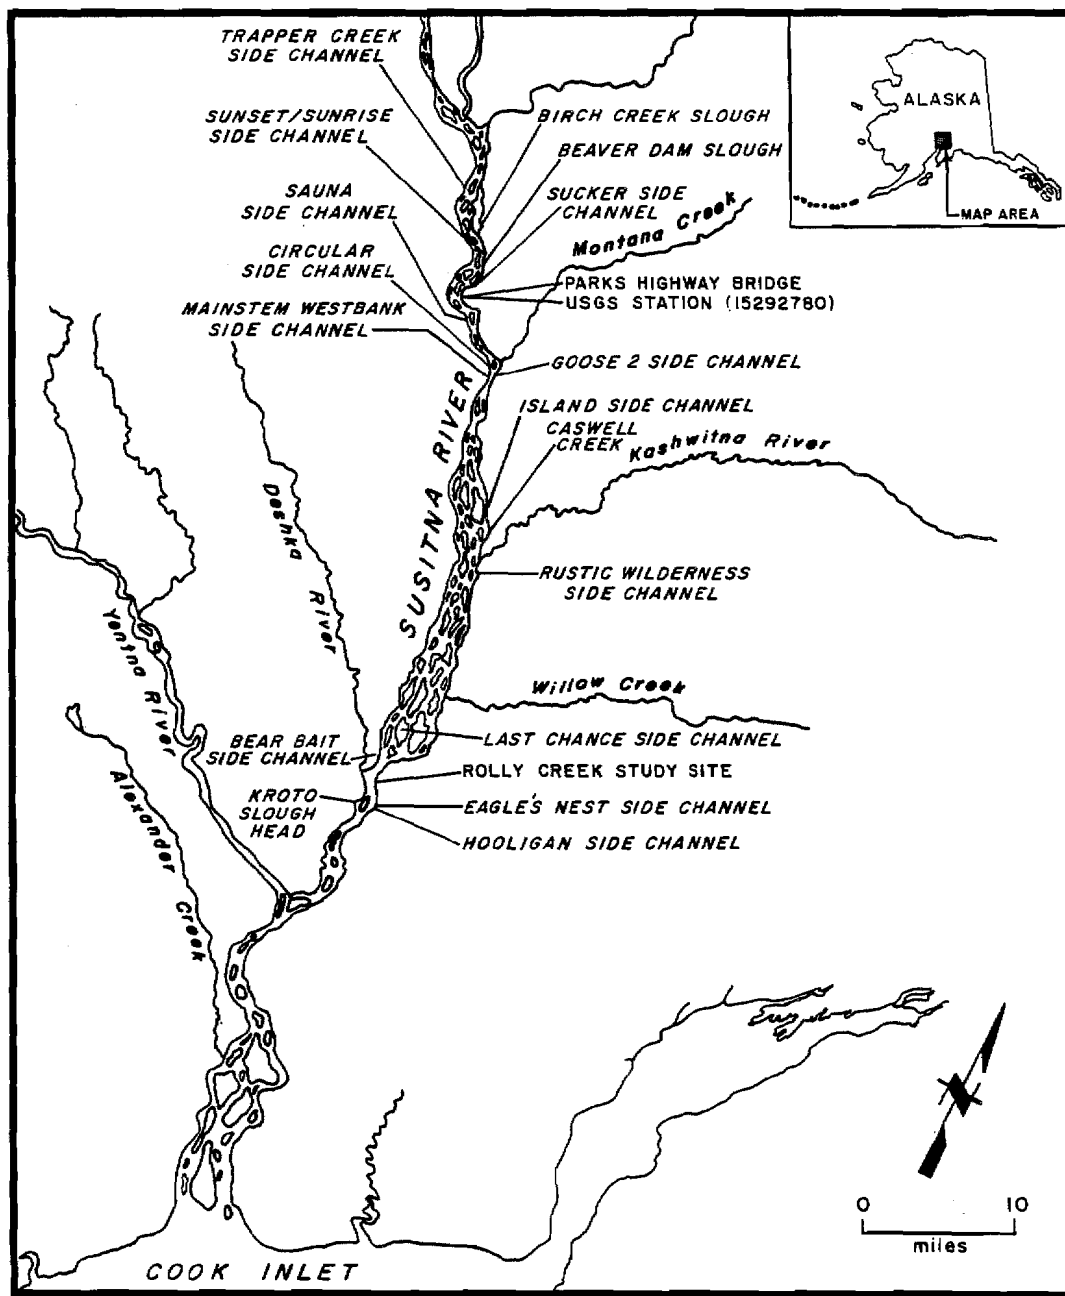 TRAPPER CREEK
SIDE CHANNEL
SUNSET/SUNRISE
SIDE CHANNEL
BIRCH CREEK SLOUGH
BEAVER DAM SLOUGH
SAUNA
SIDE CHANNEL
SUCKER SIDE
CHANNEL
Montana Creek
CIRCULAR
SIDE CHANNEL
PARKS HIGHWAY BRIDGE
USGS STATION (15292780)
MAINSTEM WESTBANK
SIDE CHANNEL
GOOSE 2 SIDE CHANNEL
ISLAND SIDE CHANNEL
CASWELL
CREEK
Kashwitna River
SUSITNA RIVER
Deshka River
RUSTIC WILDERNESS
SIDE CHANNEL
Yentna River
Willow Creek
BEAR BAIT
SIDE CHANNEL
LAST CHANCE SIDE CHANNEL
ROLLY CREEK STUDY SITE
KROTO
SLOUGH
HEAD
EAGLE'S NEST SIDE CHANNEL
HOOLIGAN SIDE CHANNEL
Alexander Creek
COOK INLET
ALASKA
MAP AREA
N
0 10
miles